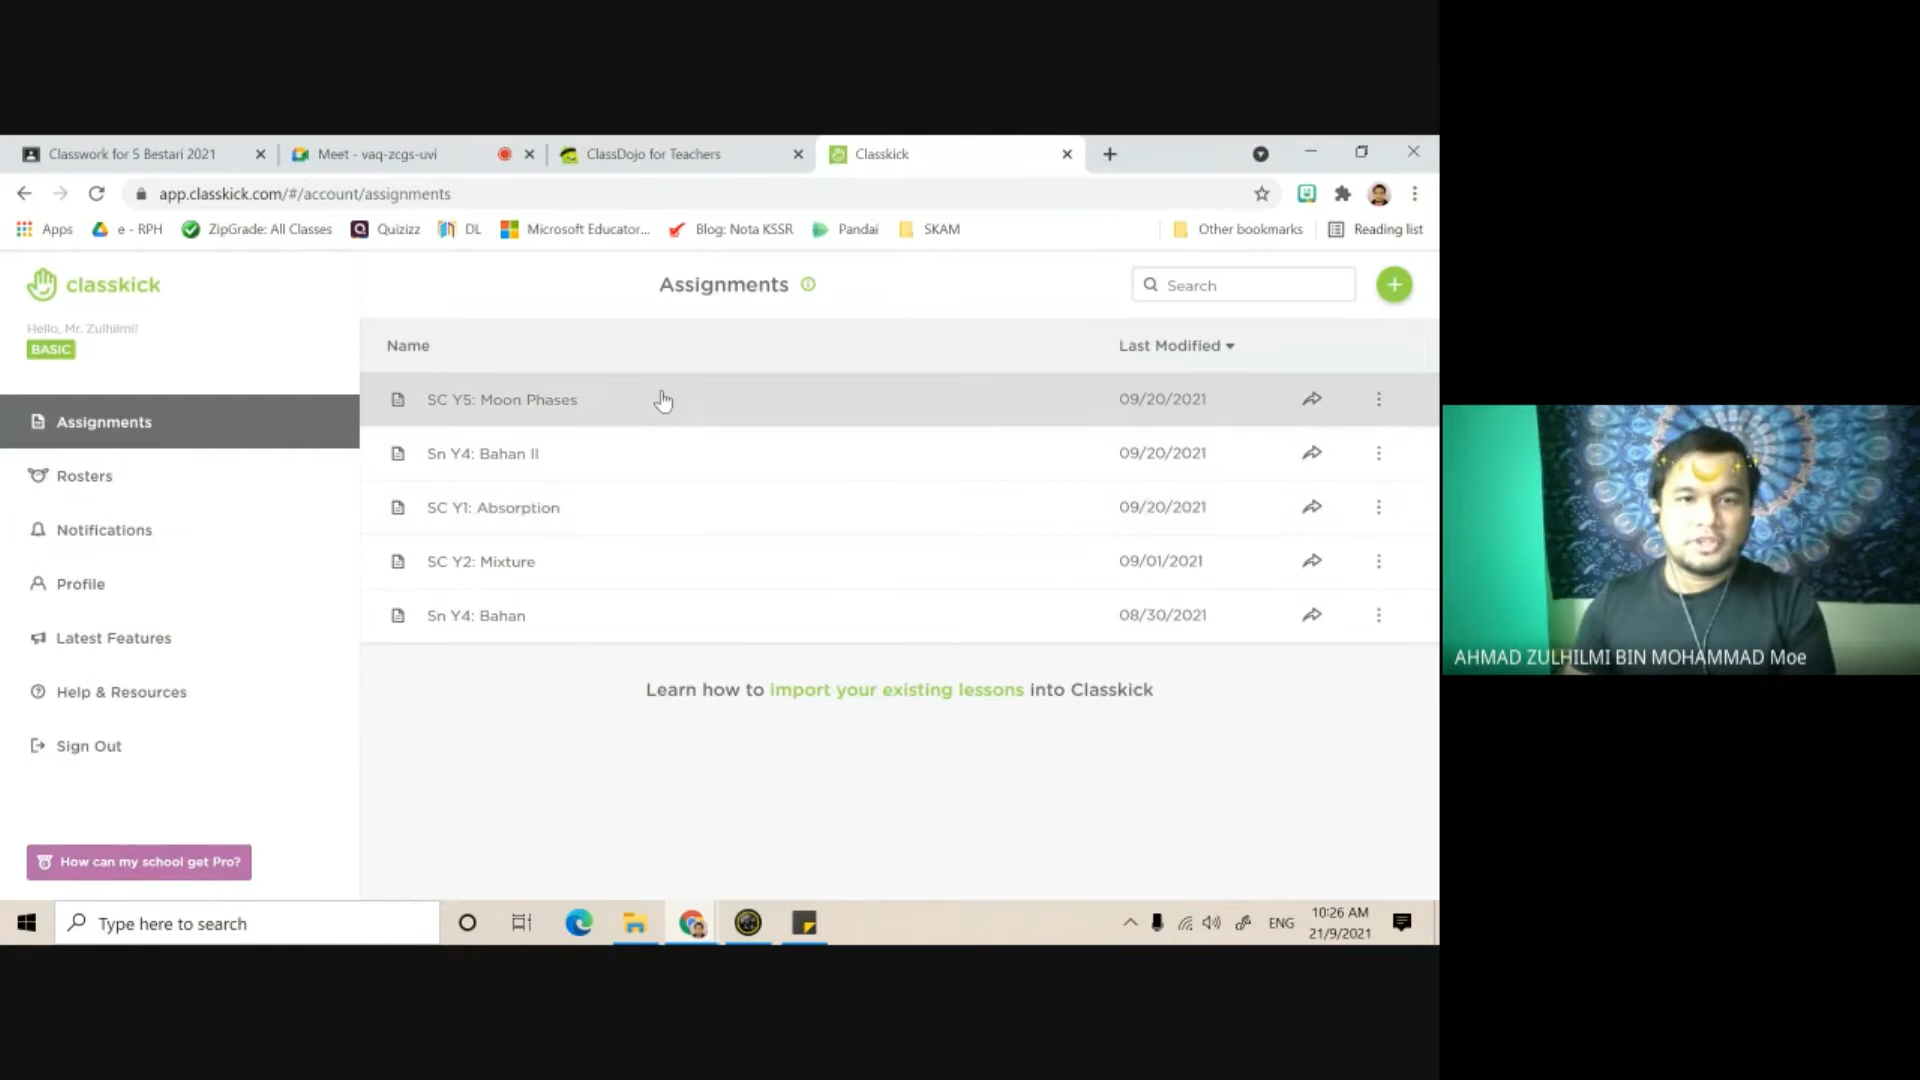 Classwork for 5 Bestari 2021
Meet - vaq-zcgs-uvi
ClassDojo for Teachers
Classkick
app.classkick.com/#/account/assignments
Apps
e - RPH
ZipGrade: All Classes
Quizizz
DL
Microsoft Educator...
Blog: Nota KSSR
Pandai
SKAM
Other bookmarks
Reading list
classkick
Hello, Mr. Zulhilmi!
BASIC
Assignments
Search
Name
Last Modified
SC Y5: Moon Phases
09/20/2021
Sn Y4: Bahan II
09/20/2021
SC Y1: Absorption
09/20/2021
SC Y2: Mixture
09/01/2021
Sn Y4: Bahan
08/30/2021
Learn how to import your existing lessons into Classkick
Assignments
Rosters
Notifications
Profile
Latest Features
Help & Resources
Sign Out
How can my school get Pro?
Type here to search
ENG
10:26 AM
21/9/2021
AHMAD ZULHILMI BIN MOHAMMAD Moe